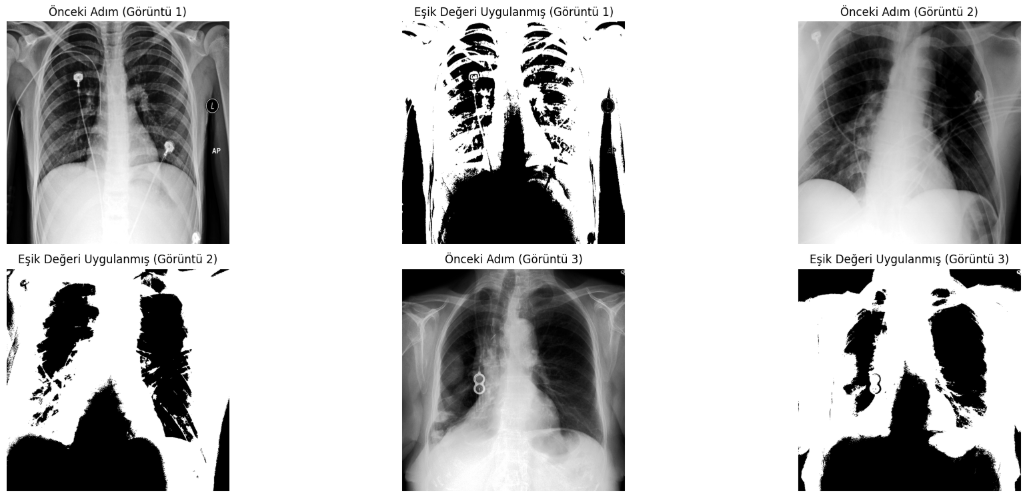 Önceki Adım (Görüntü 1)
Eşik Değeri Uygulanmış (Görüntü 1)
Önceki Adım (Görüntü 2)
L
AP
Eşik Değeri Uygulanmış (Görüntü 2)
Önceki Adım (Görüntü 3)
Eşik Değeri Uygulanmış (Görüntü 3)